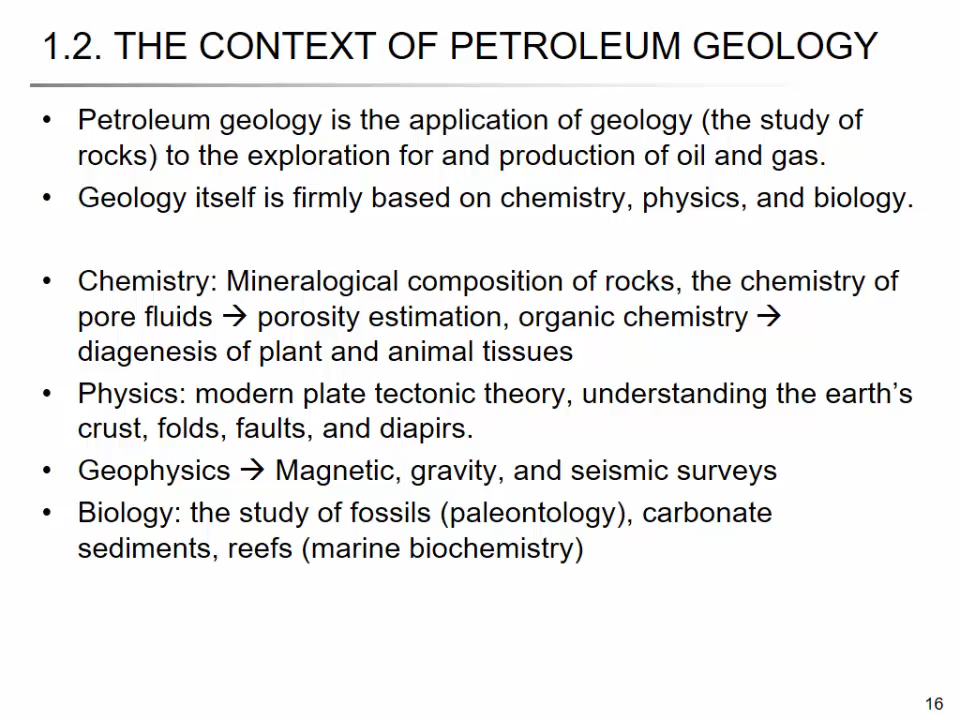 1.2. THE CONTEXT OF PETROLEUM GEOLOGY
• Petroleum geology is the application of geology (the study of
rocks) to the exploration for and production of oil and gas.
• Geology itself is firmly based on chemistry, physics, and biology.
• Chemistry: Mineralogical composition of rocks, the chemistry of
pore fluids → porosity estimation, organic chemistry →
diagenesis of plant and animal tissues
• Physics: modern plate tectonic theory, understanding the earth’s
crust, folds, faults, and diapirs.
• Geophysics → Magnetic, gravity, and seismic surveys
• Biology: the study of fossils (paleontology), carbonate
sediments, reefs (marine biochemistry)
16